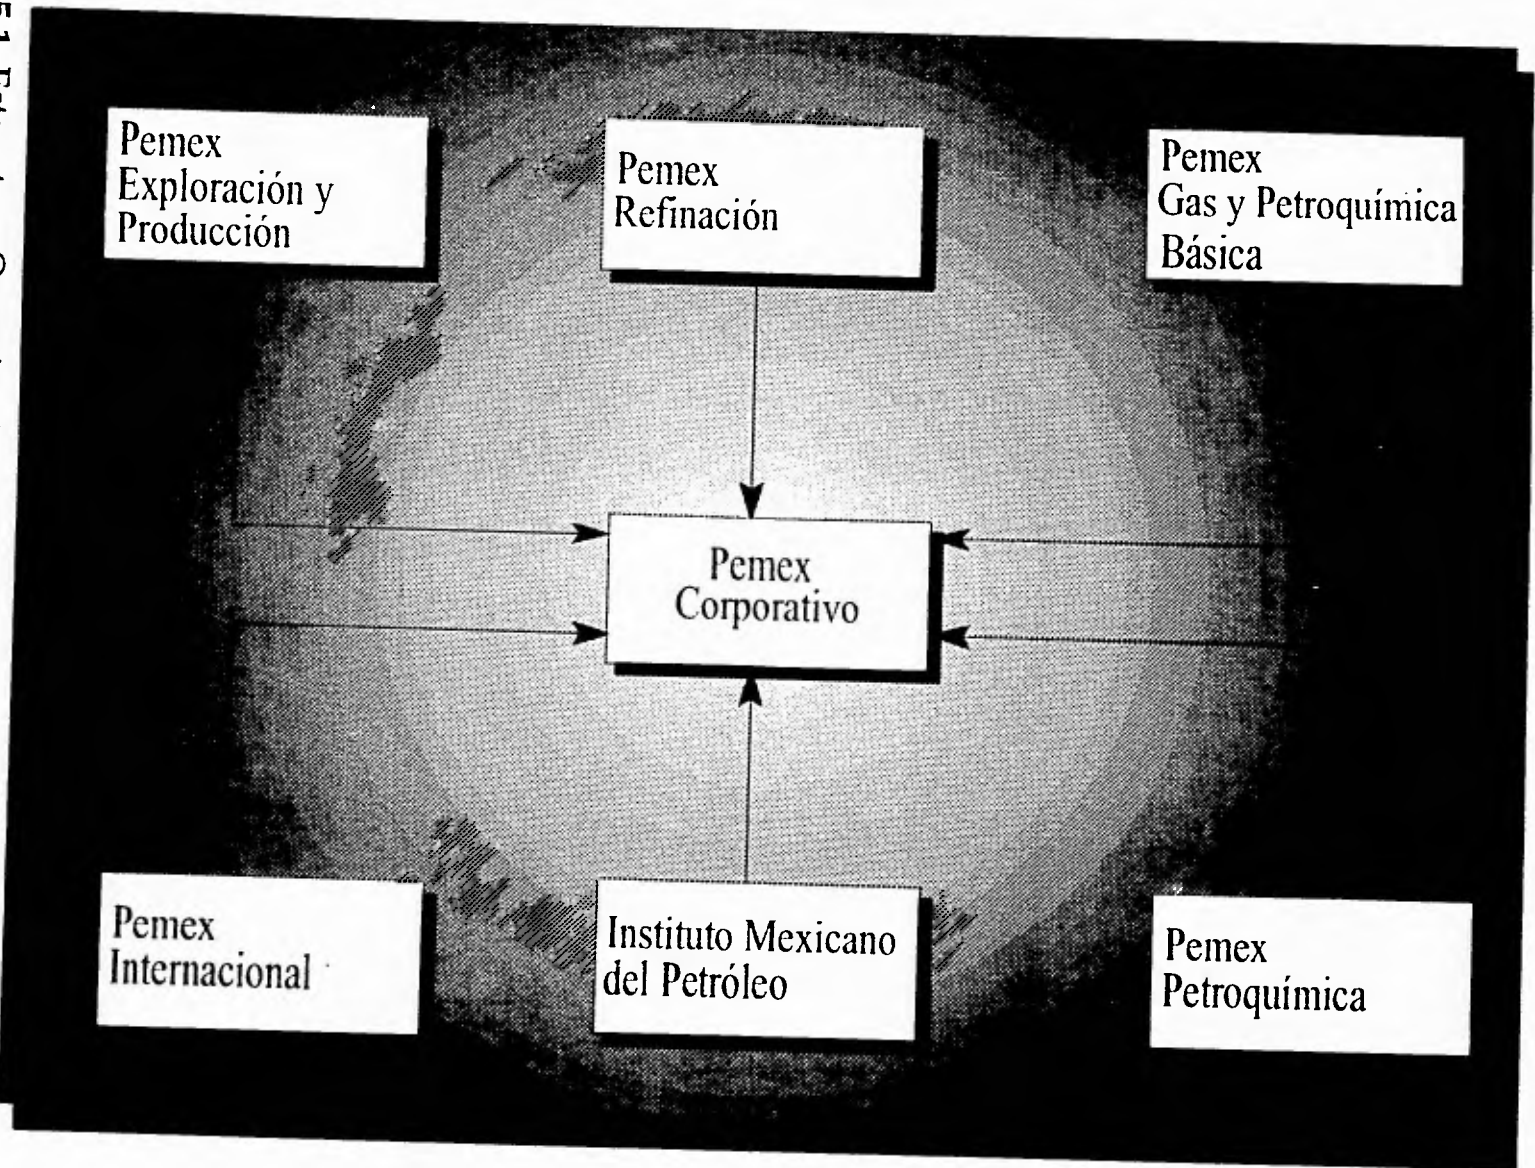 Pemex
Exploración y
Producción
Pemex
Refinación
Pemex
Gas y Petroquímica
Básica
Pemex
Corporativo
Pemex
Internacional
Instituto Mexicano
del Petróleo
Pemex
Petroquímica